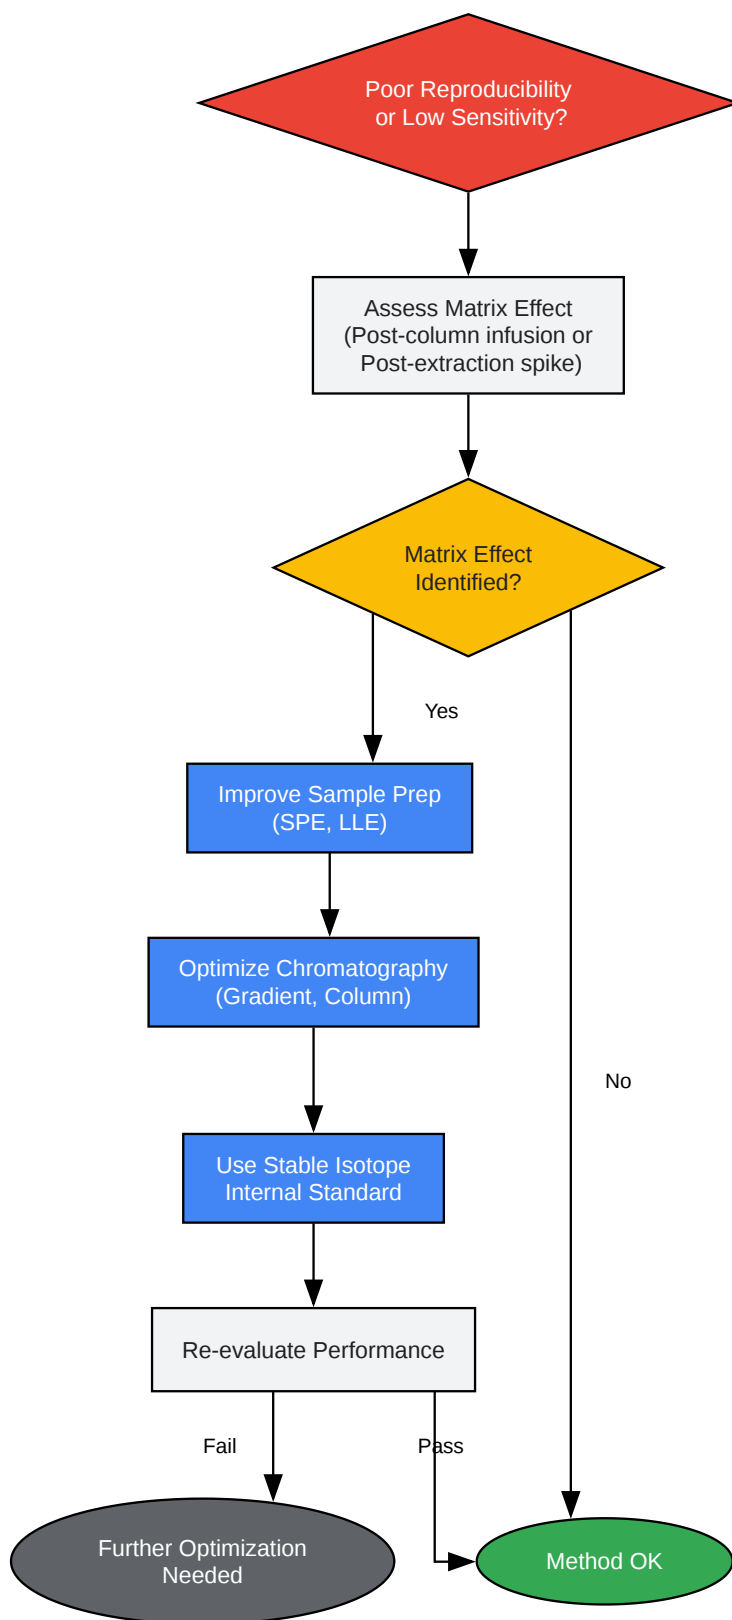 Poor Reproducibility
or Low Sensitivity?
Assess Matrix Effect
(Post-column infusion or
Post-extraction spike)
Matrix Effect
Identified?
Yes
Improve Sample Prep
(SPE, LLE)
Optimize Chromatography
(Gradient, Column)
No
Use Stable Isotope
Internal Standard
Re-evaluate Performance
Fail
Pass
Further Optimization
Needed
Method OK